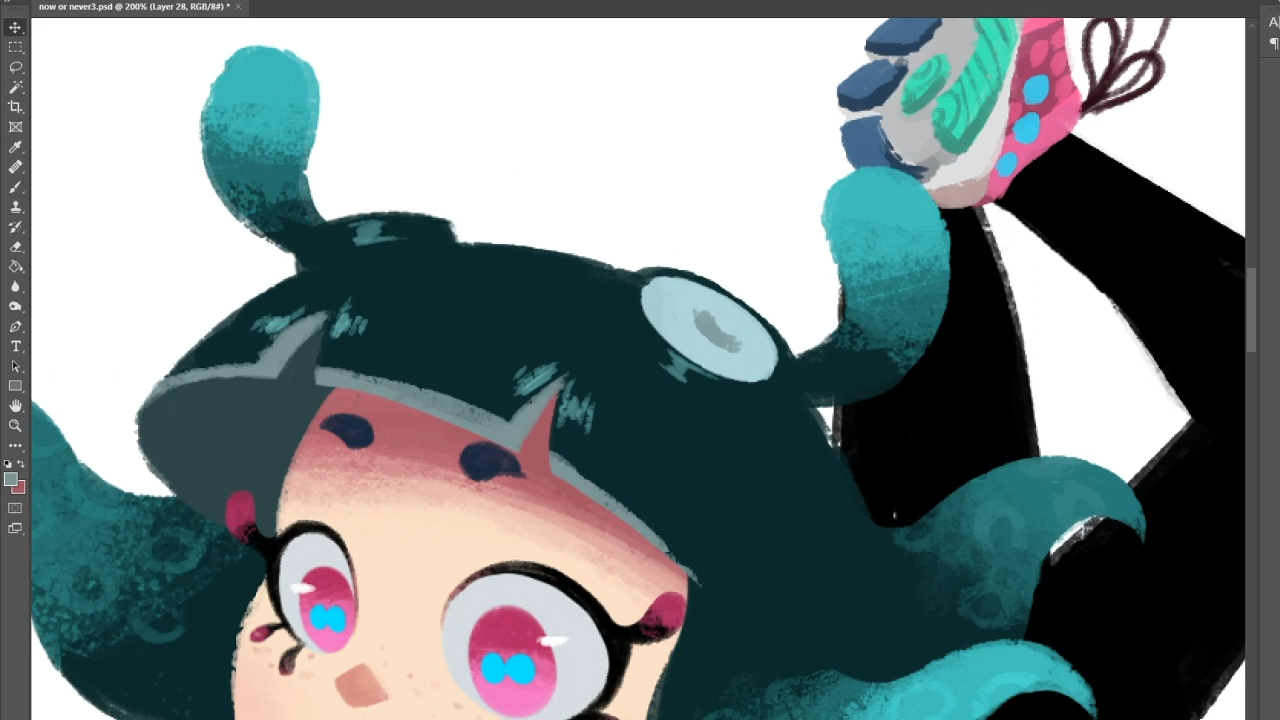 now or never3.psd @ 200% (Layer 28, RGB/8#) *